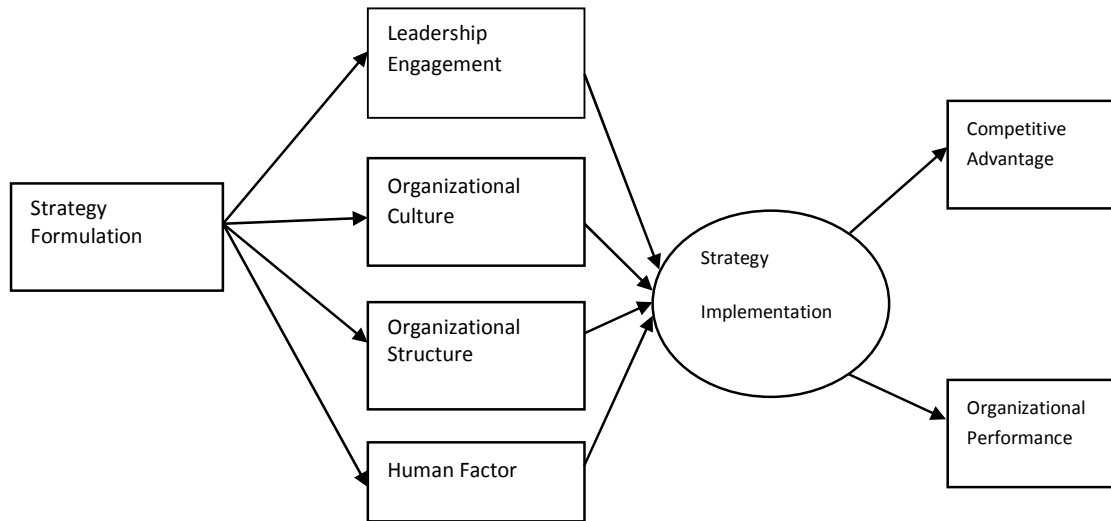 Leadership
Engagement
Strategy
Formulation
Organizational
Culture
Organizational
Structure
Human Factor
Strategy
Implementation
Competitive
Advantage
Organizational
Performance